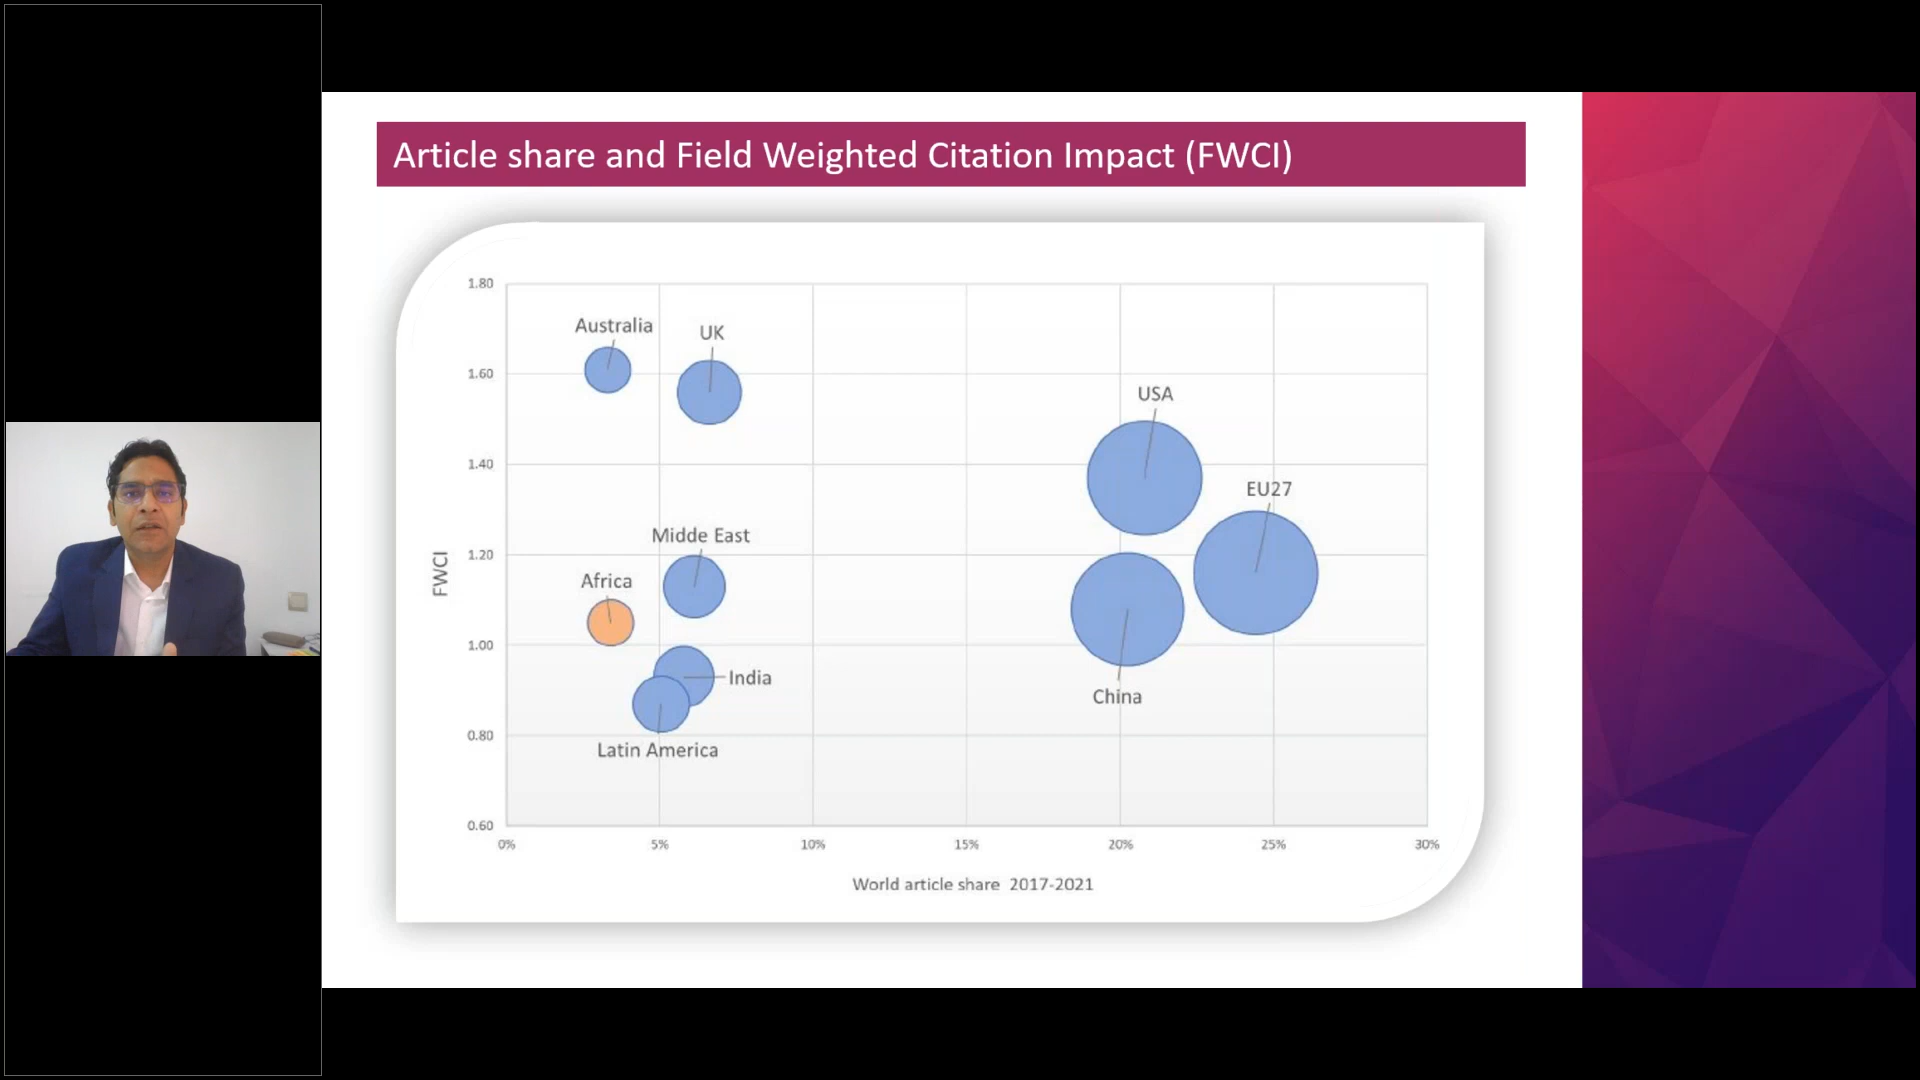 Article share and Field Weighted Citation Impact (FWCI)
1.80
1.60
1.40
1.20
1.00
0.80
0.60
FWCI
Australia
UK
USA
EU27
Midde East
Africa
India
China
Latin America
0%
5%
10%
15%
20%
25%
30%
World article share 2017-2021